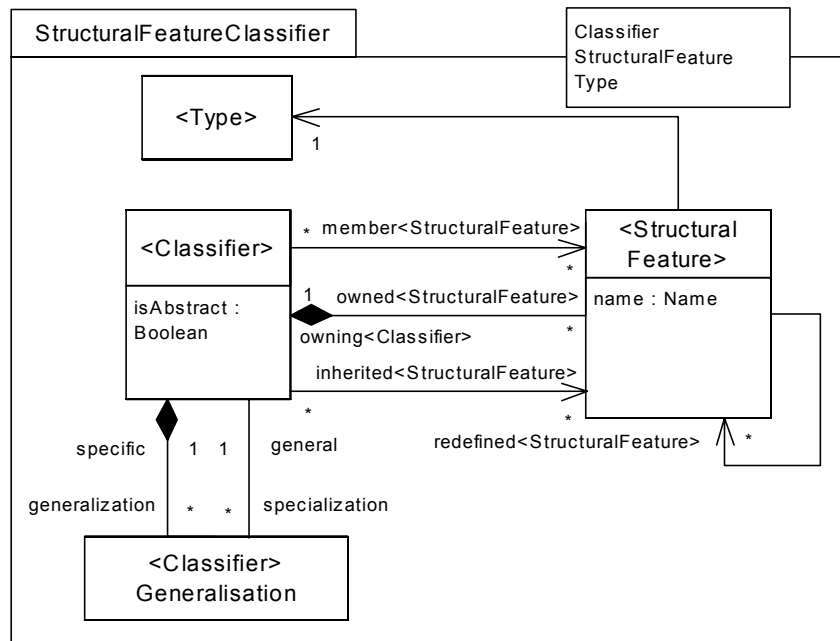 StructuralFeatureClassifier
Classifier
StructuralFeature
Type
<Type>
1
<Classifier>
isAbstract :
Boolean
* member<StructuralFeature>
*
<Structural
Feature>
name : Name
1 owned<StructuralFeature>
owning<Classifier> *
inherited<StructuralFeature>
* *
redefined<StructuralFeature> *
specific 1 1 general
generalization * * specialization
<Classifier>
Generalisation